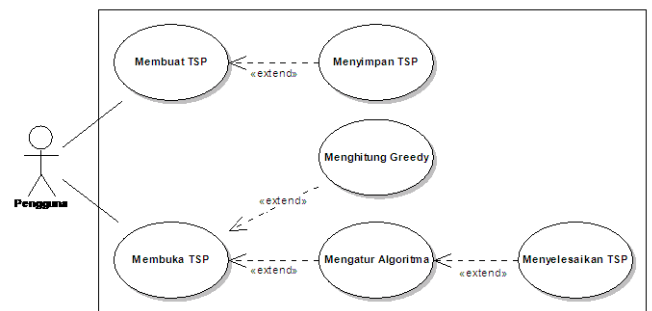 Membuat TSP
«extend»
Menyimpan TSP
Menghitung Greedy
«extend»
Pengguna
Membuka TSP
«extend»
Mengatur Algoritma
«extend»
Menyelesaikan TSP